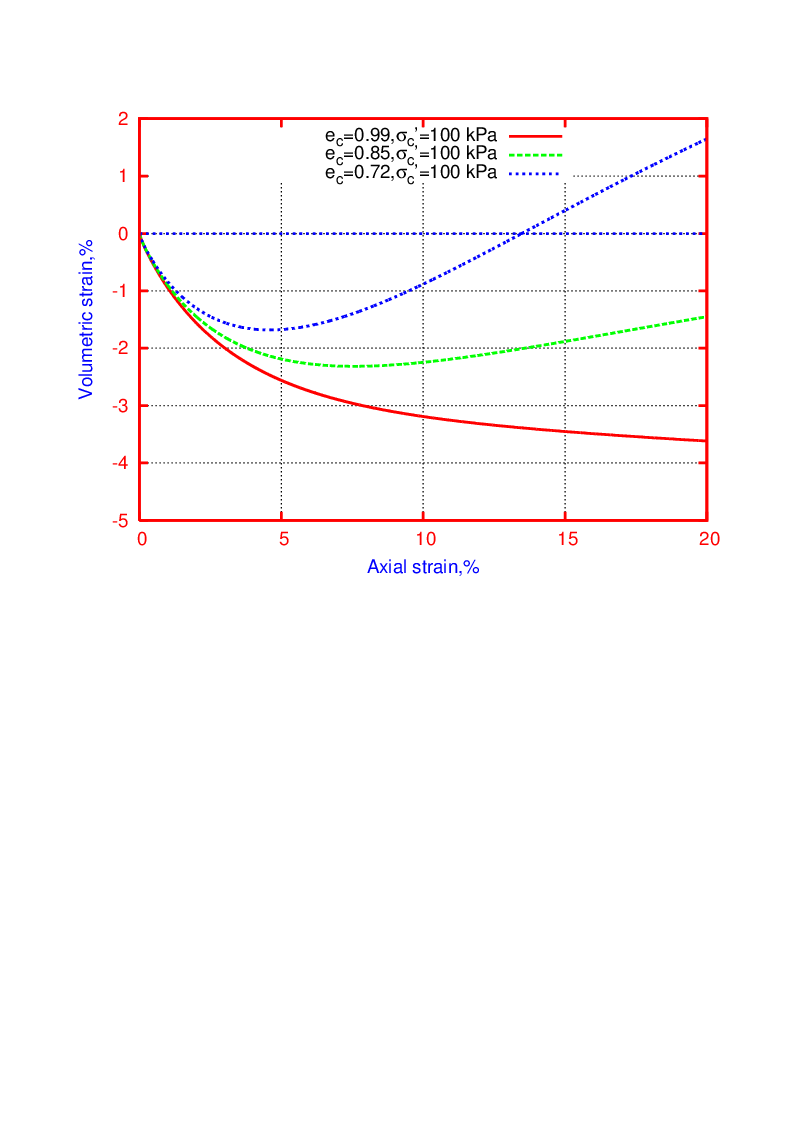 2
e_c=0.99,σ_c'=100 kPa
e_c=0.85,σ_c'=100 kPa
e_c=0.72,σ_c'=100 kPa
1
0
-1
-2
-3
-4
-5
Volumetric strain,%
0 5 10 15 20
Axial strain,%